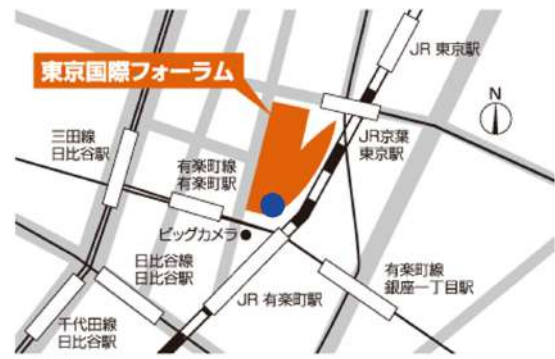 JR 東京駅
東京国際フォーラム
N
三田線
日比谷駅
JR京葉
東京駅
有楽町線
有楽町駅
ビッグカメラ
日比谷線
日比谷駅
有楽町線
銀座一丁目駅
JR 有楽町駅
千代田線
日比谷駅